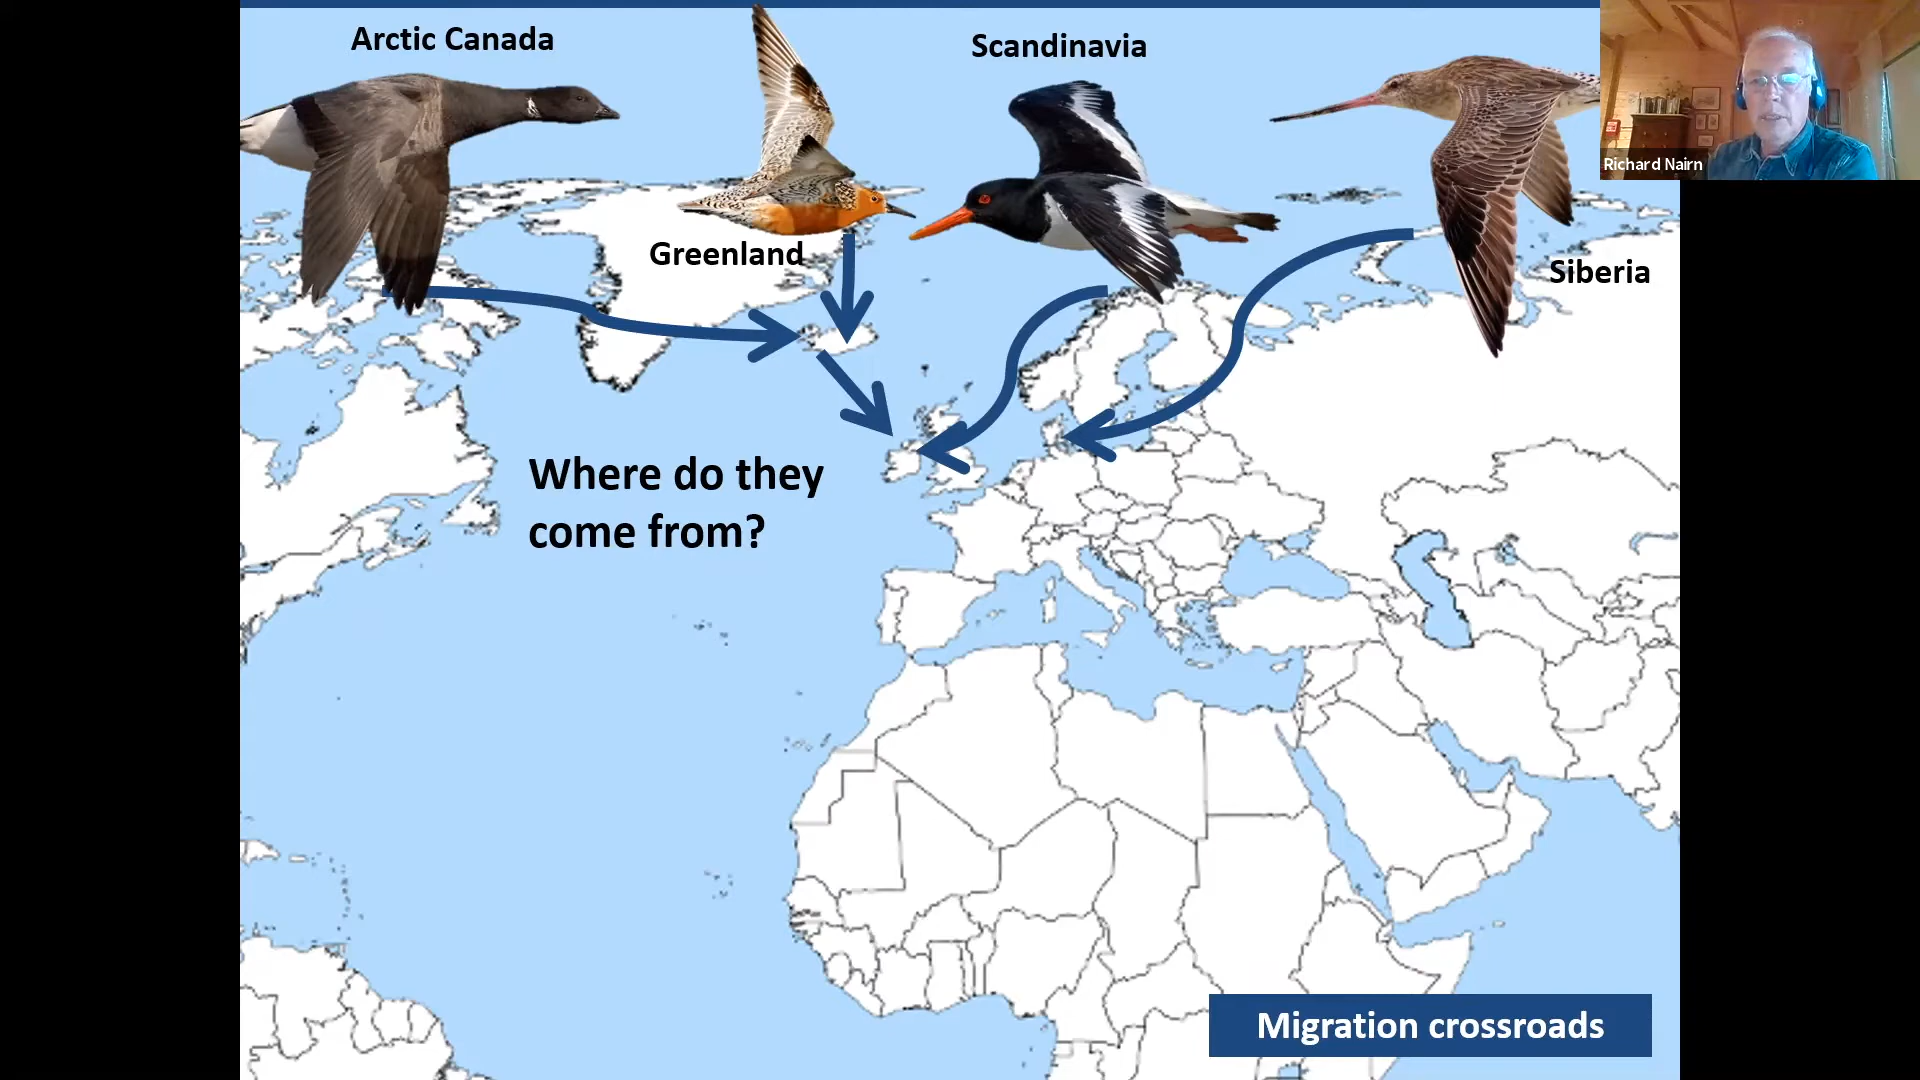 Arctic Canada
Scandinavia
Richard Nairn
Greenland
Siberia
Where do they
come from?
Migration crossroads